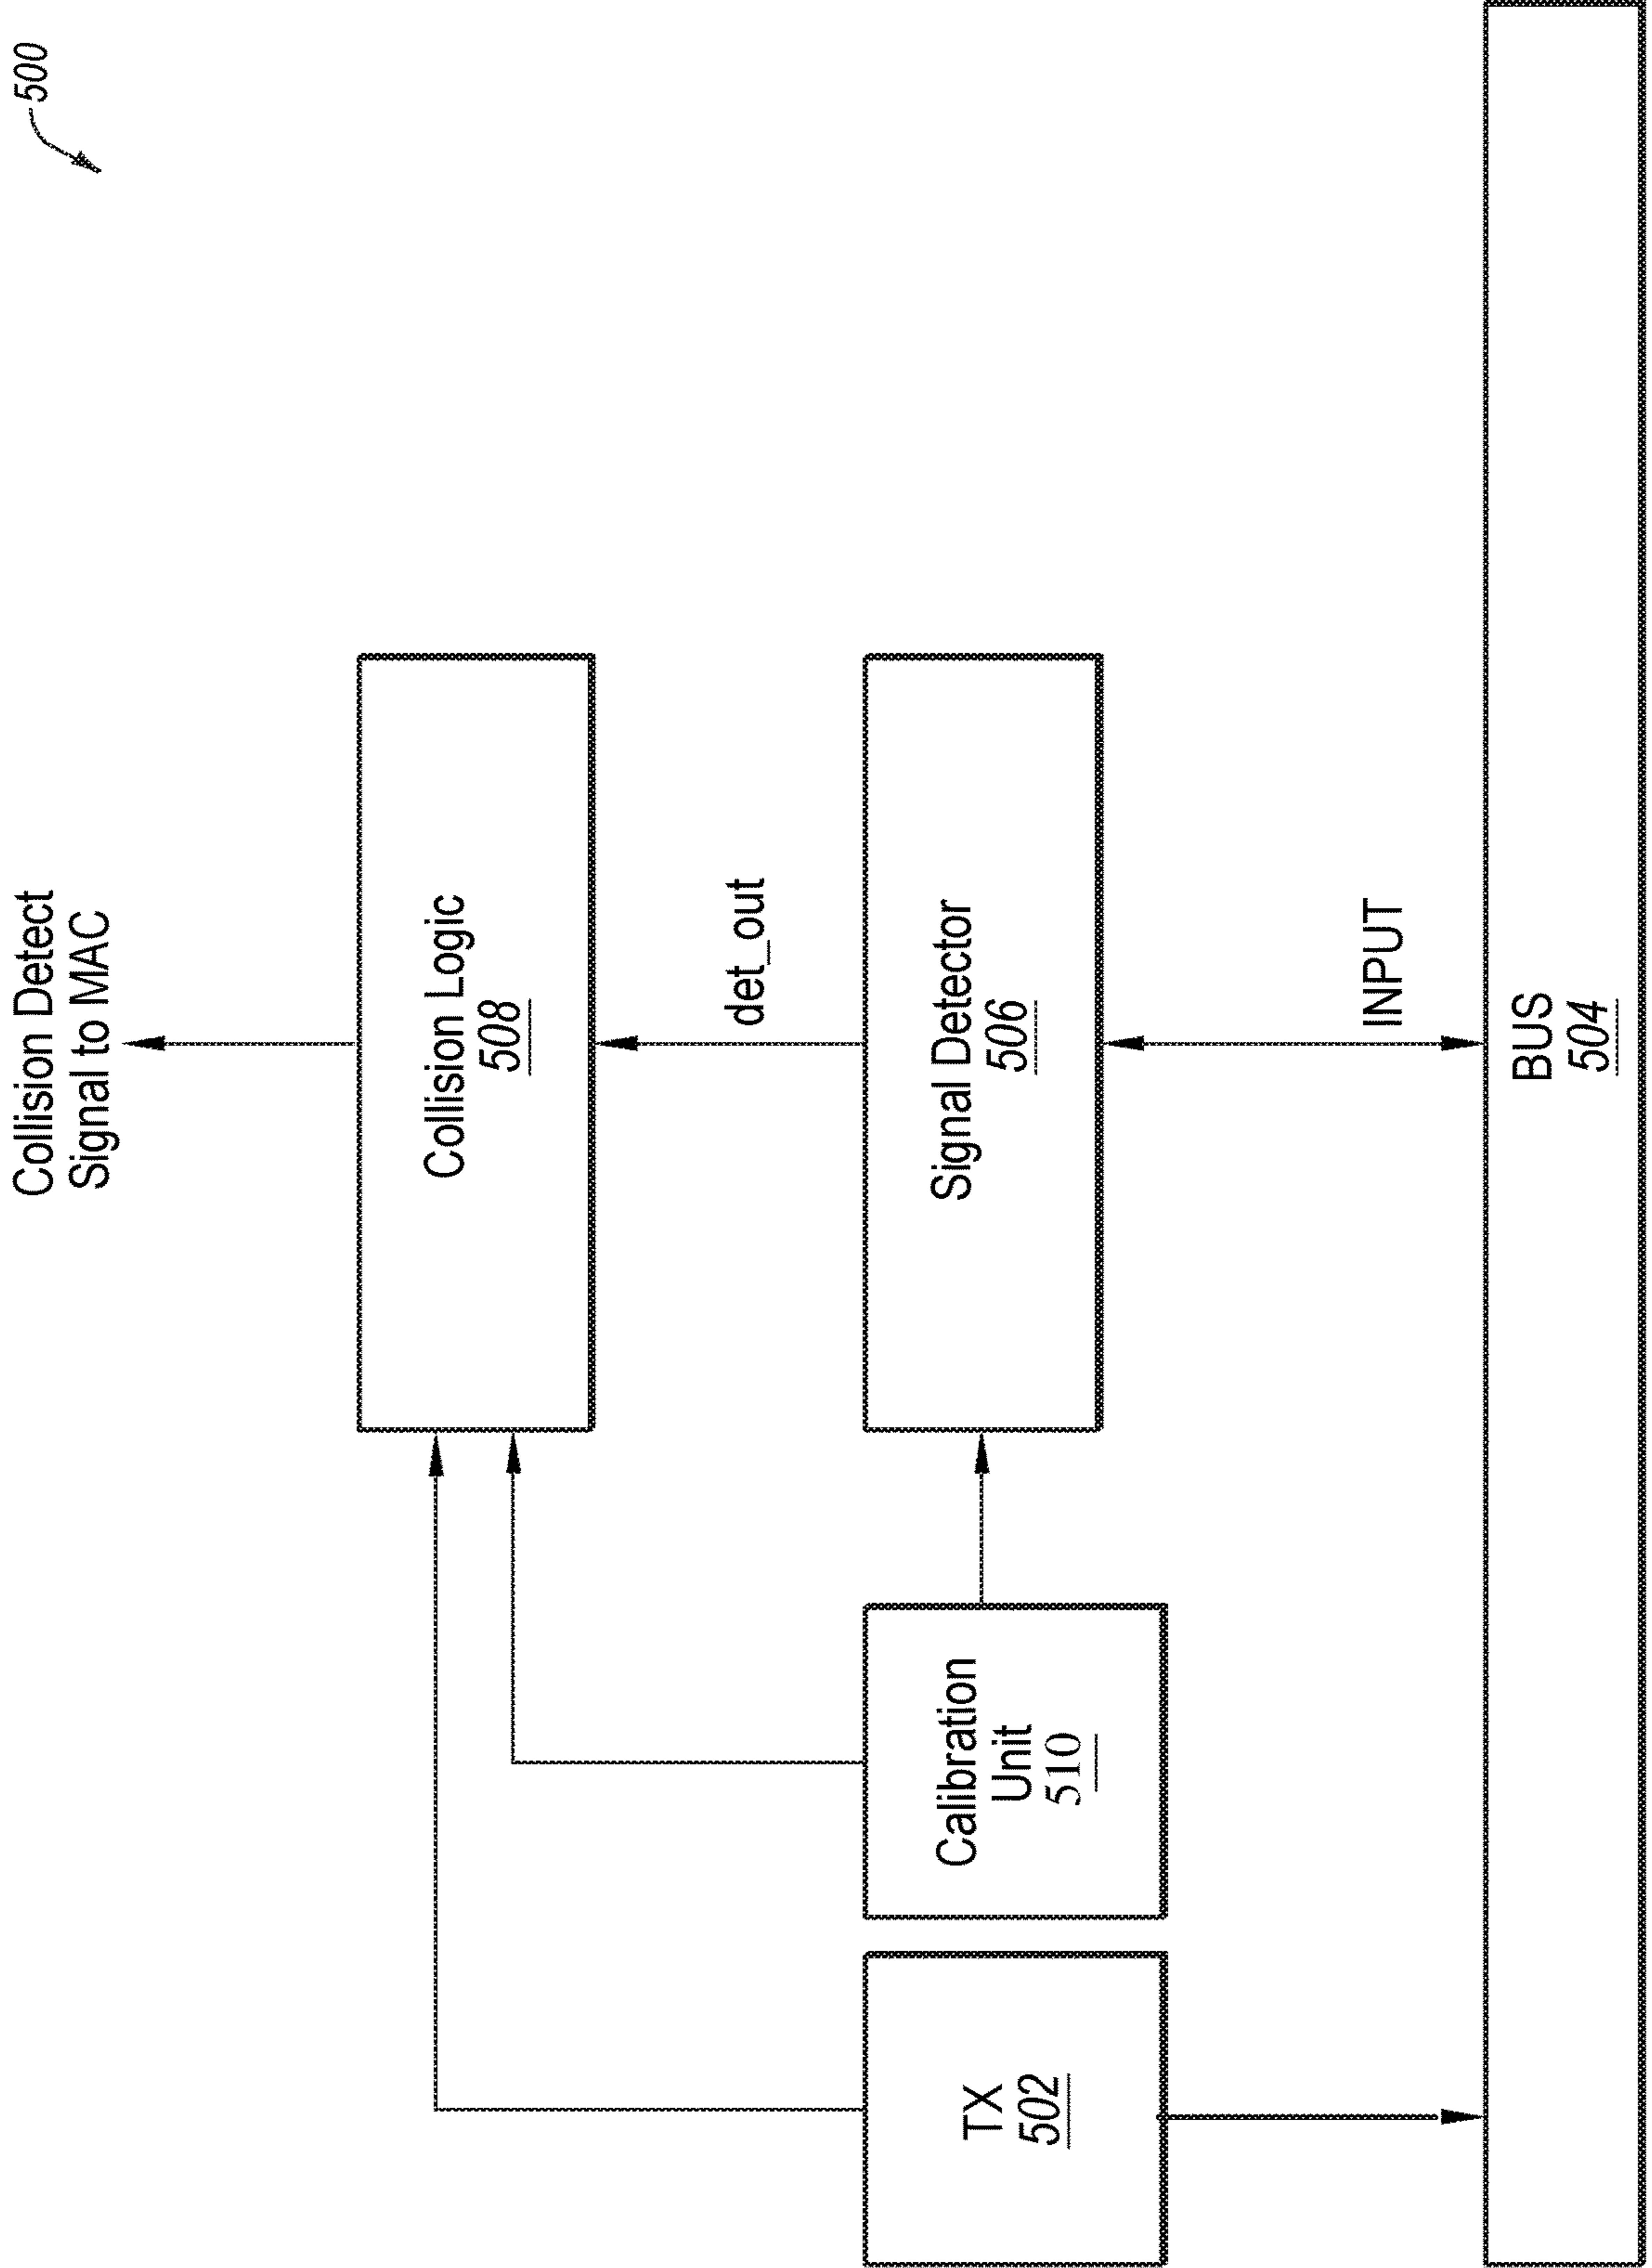 500
Collision Detect
Signal to MAC
Collision Logic
508
det_out
Signal Detector
506
Calibration
Unit
510
TX
502
INPUT
BUS
504